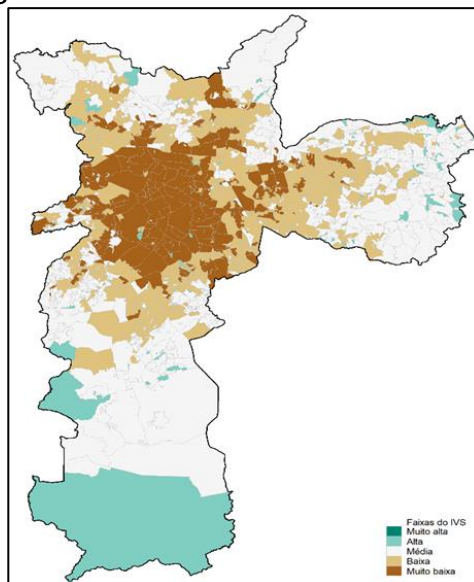 Faixas do IVS
Muito alta
Alta
Média
Baixa
Muito baixa